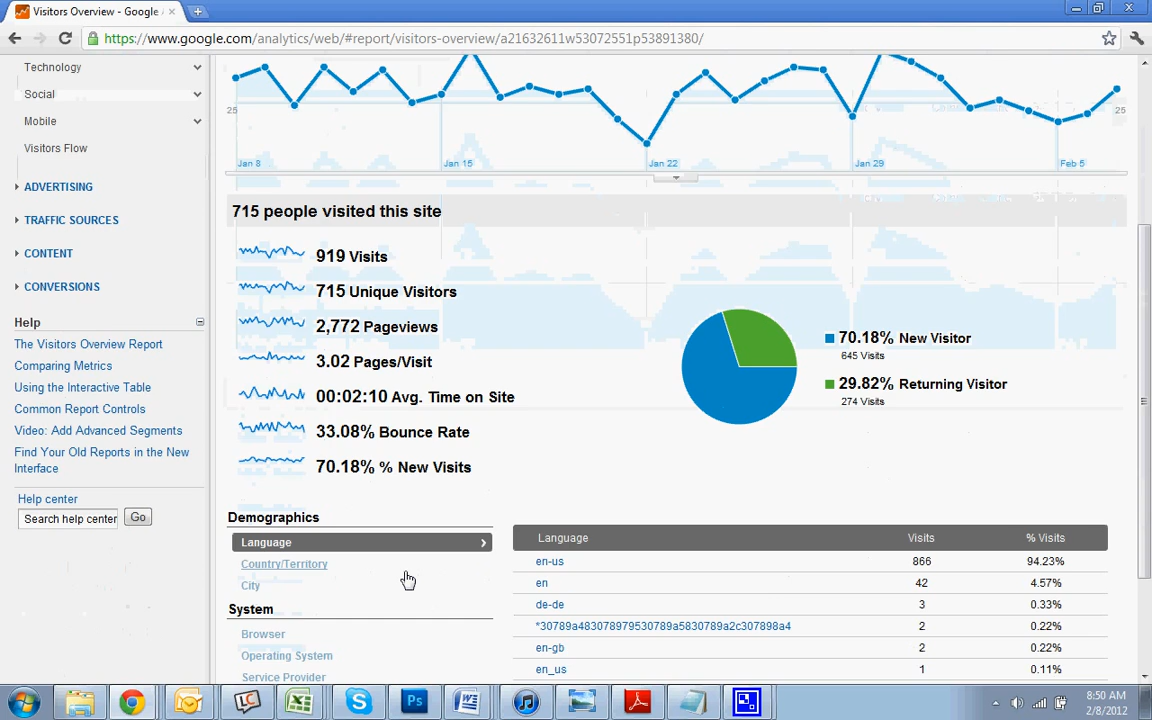 Visitors Overview - Google
https://www.google.com/analytics/web/#report/visitors-overview/a21632611w53072551p53891380/
Technology
Social
Mobile
Visitors Flow
ADVERTISING
TRAFFIC SOURCES
CONTENT
CONVERSIONS
Help
The Visitors Overview Report
Comparing Metrics
Using the Interactive Table
Common Report Controls
Video: Add Advanced Segments
Find Your Old Reports in the New
Interface
Help center
Search help center
Go
25
25
Jan 8
Jan 15
Jan 22
Jan 29
Feb 5
715 people visited this site
919 Visits
715 Unique Visitors
2,772 Pageviews
3.02 Pages/Visit
00:02:10 Avg. Time on Site
33.08% Bounce Rate
70.18% % New Visits
70.18% New Visitor
645 Visits
29.82% Returning Visitor
274 Visits
Demographics
Language
Country/Territory
City
System
Browser
Operating System
Service Provider
Language Visits % Visits
en-us 866 94.23%
en 42 4.57%
de-de 3 0.33%
*30789a483078979530789a5830789a2c307898a4 2 0.22%
en-gb 2 0.22%
en_us 1 0.11%
LC
Ps
8:50 AM
2/8/2012